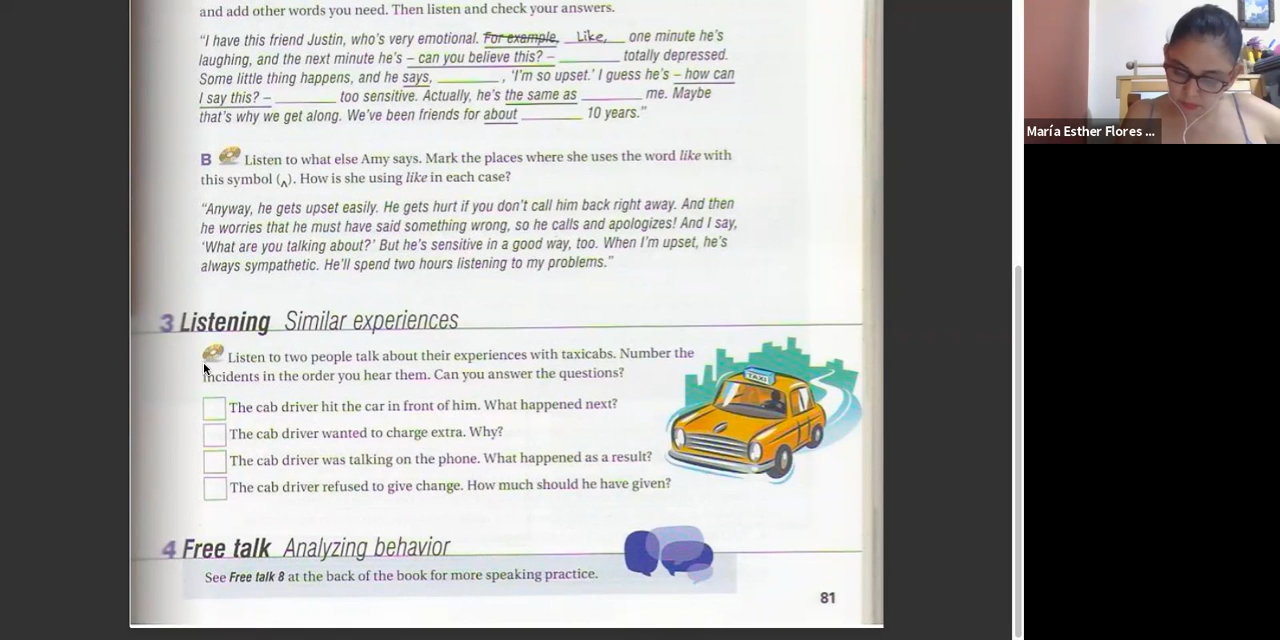 and add other words you need. Then listen and check your answers.
“I have this friend Justin, who’s very emotional. For example, Like, one minute he’s
laughing, and the next minute he’s – can you believe this? – ________ totally depressed.
Some little thing happens, and he says, ________ , ‘I’m so upset.’ I guess he’s – how can
I say this? – ________ too sensitive. Actually, he’s the same as ________ me. Maybe
that’s why we get along. We’ve been friends for about ________ 10 years.”
B Listen to what else Amy says. Mark the places where she uses the word like with
this symbol (^). How is she using like in each case?
“Anyway, he gets upset easily. He gets hurt if you don’t call him back right away. And then
he worries that he must have said something wrong, so he calls and apologizes! And I say,
‘What are you talking about?’ But he’s sensitive in a good way, too. When I’m upset, he’s
always sympathetic. He’ll spend two hours listening to my problems.”
3 Listening Similar experiences
Listen to two people talk about their experiences with taxicabs. Number the
incidents in the order you hear them. Can you answer the questions?
The cab driver hit the car in front of him. What happened next?
The cab driver wanted to charge extra. Why?
The cab driver was talking on the phone. What happened as a result?
The cab driver refused to give change. How much should he have given?
TAXI
4 Free talk Analyzing behavior
See Free talk 8 at the back of the book for more speaking practice.
81
María Esther Flores ...